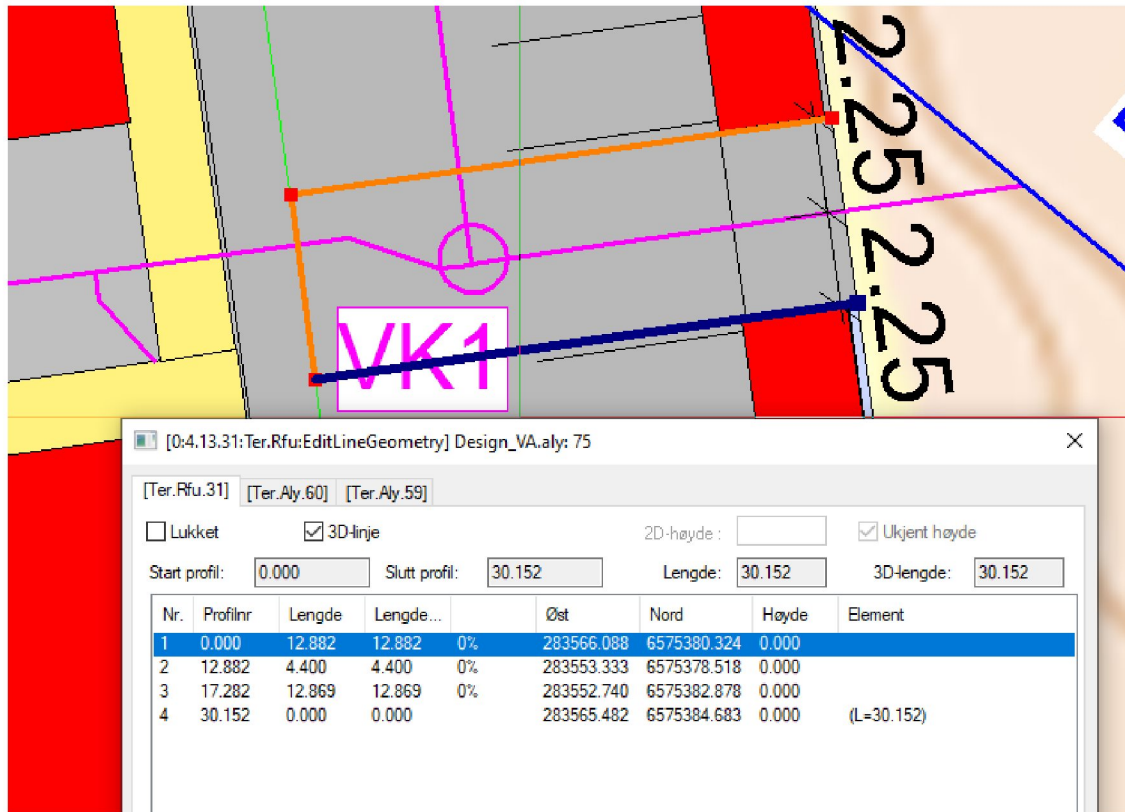 2.25 2.25
VK1
[0:4.13.31:Ter.Rfu:EditLineGeometry] Design_VA.aly: 75
[Ter.Rfu.31] [Ter.Aly.60] [Ter.Aly.59]
Lukket 3D-linje 2D-høyde : Ukjent høyde
Start profil: 0.000 Slutt profil: 30.152 Lengde: 30.152 3D-lengde: 30.152
Nr. Profilnr Lengde Lengde... Øst Nord Høyde Element
1 0.000 12.882 12.882 0% 283566.088 6575380.324 0.000
2 12.882 4.400 4.400 0% 283553.333 6575378.518 0.000
3 17.282 12.869 12.869 0% 283552.740 6575382.878 0.000
4 30.152 0.000 0.000 283565.482 6575384.683 0.000 (L=30.152)